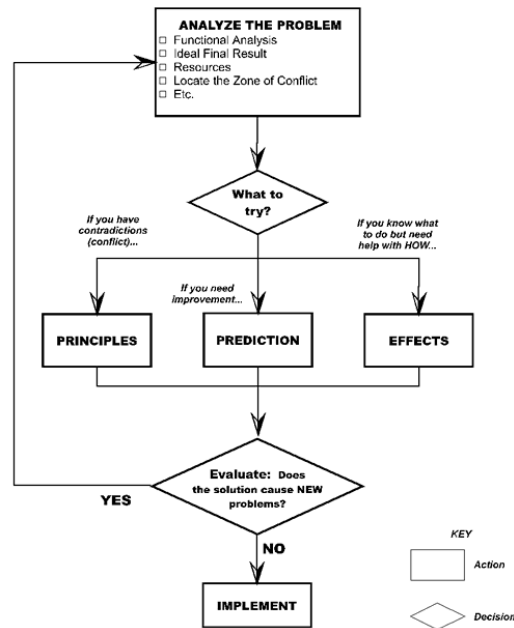 ANALYZE THE PROBLEM
Functional Analysis
Ideal Final Result
Resources
Locate the Zone of Conflict
Etc.
What to
try?
If you have
contradictions
(conflict)...
If you need
improvement...
If you know what
to do but need
help with HOW...
PRINCIPLES
PREDICTION
EFFECTS
Evaluate: Does
the solution cause NEW
problems?
YES
NO
IMPLEMENT
KEY
Action
Decision